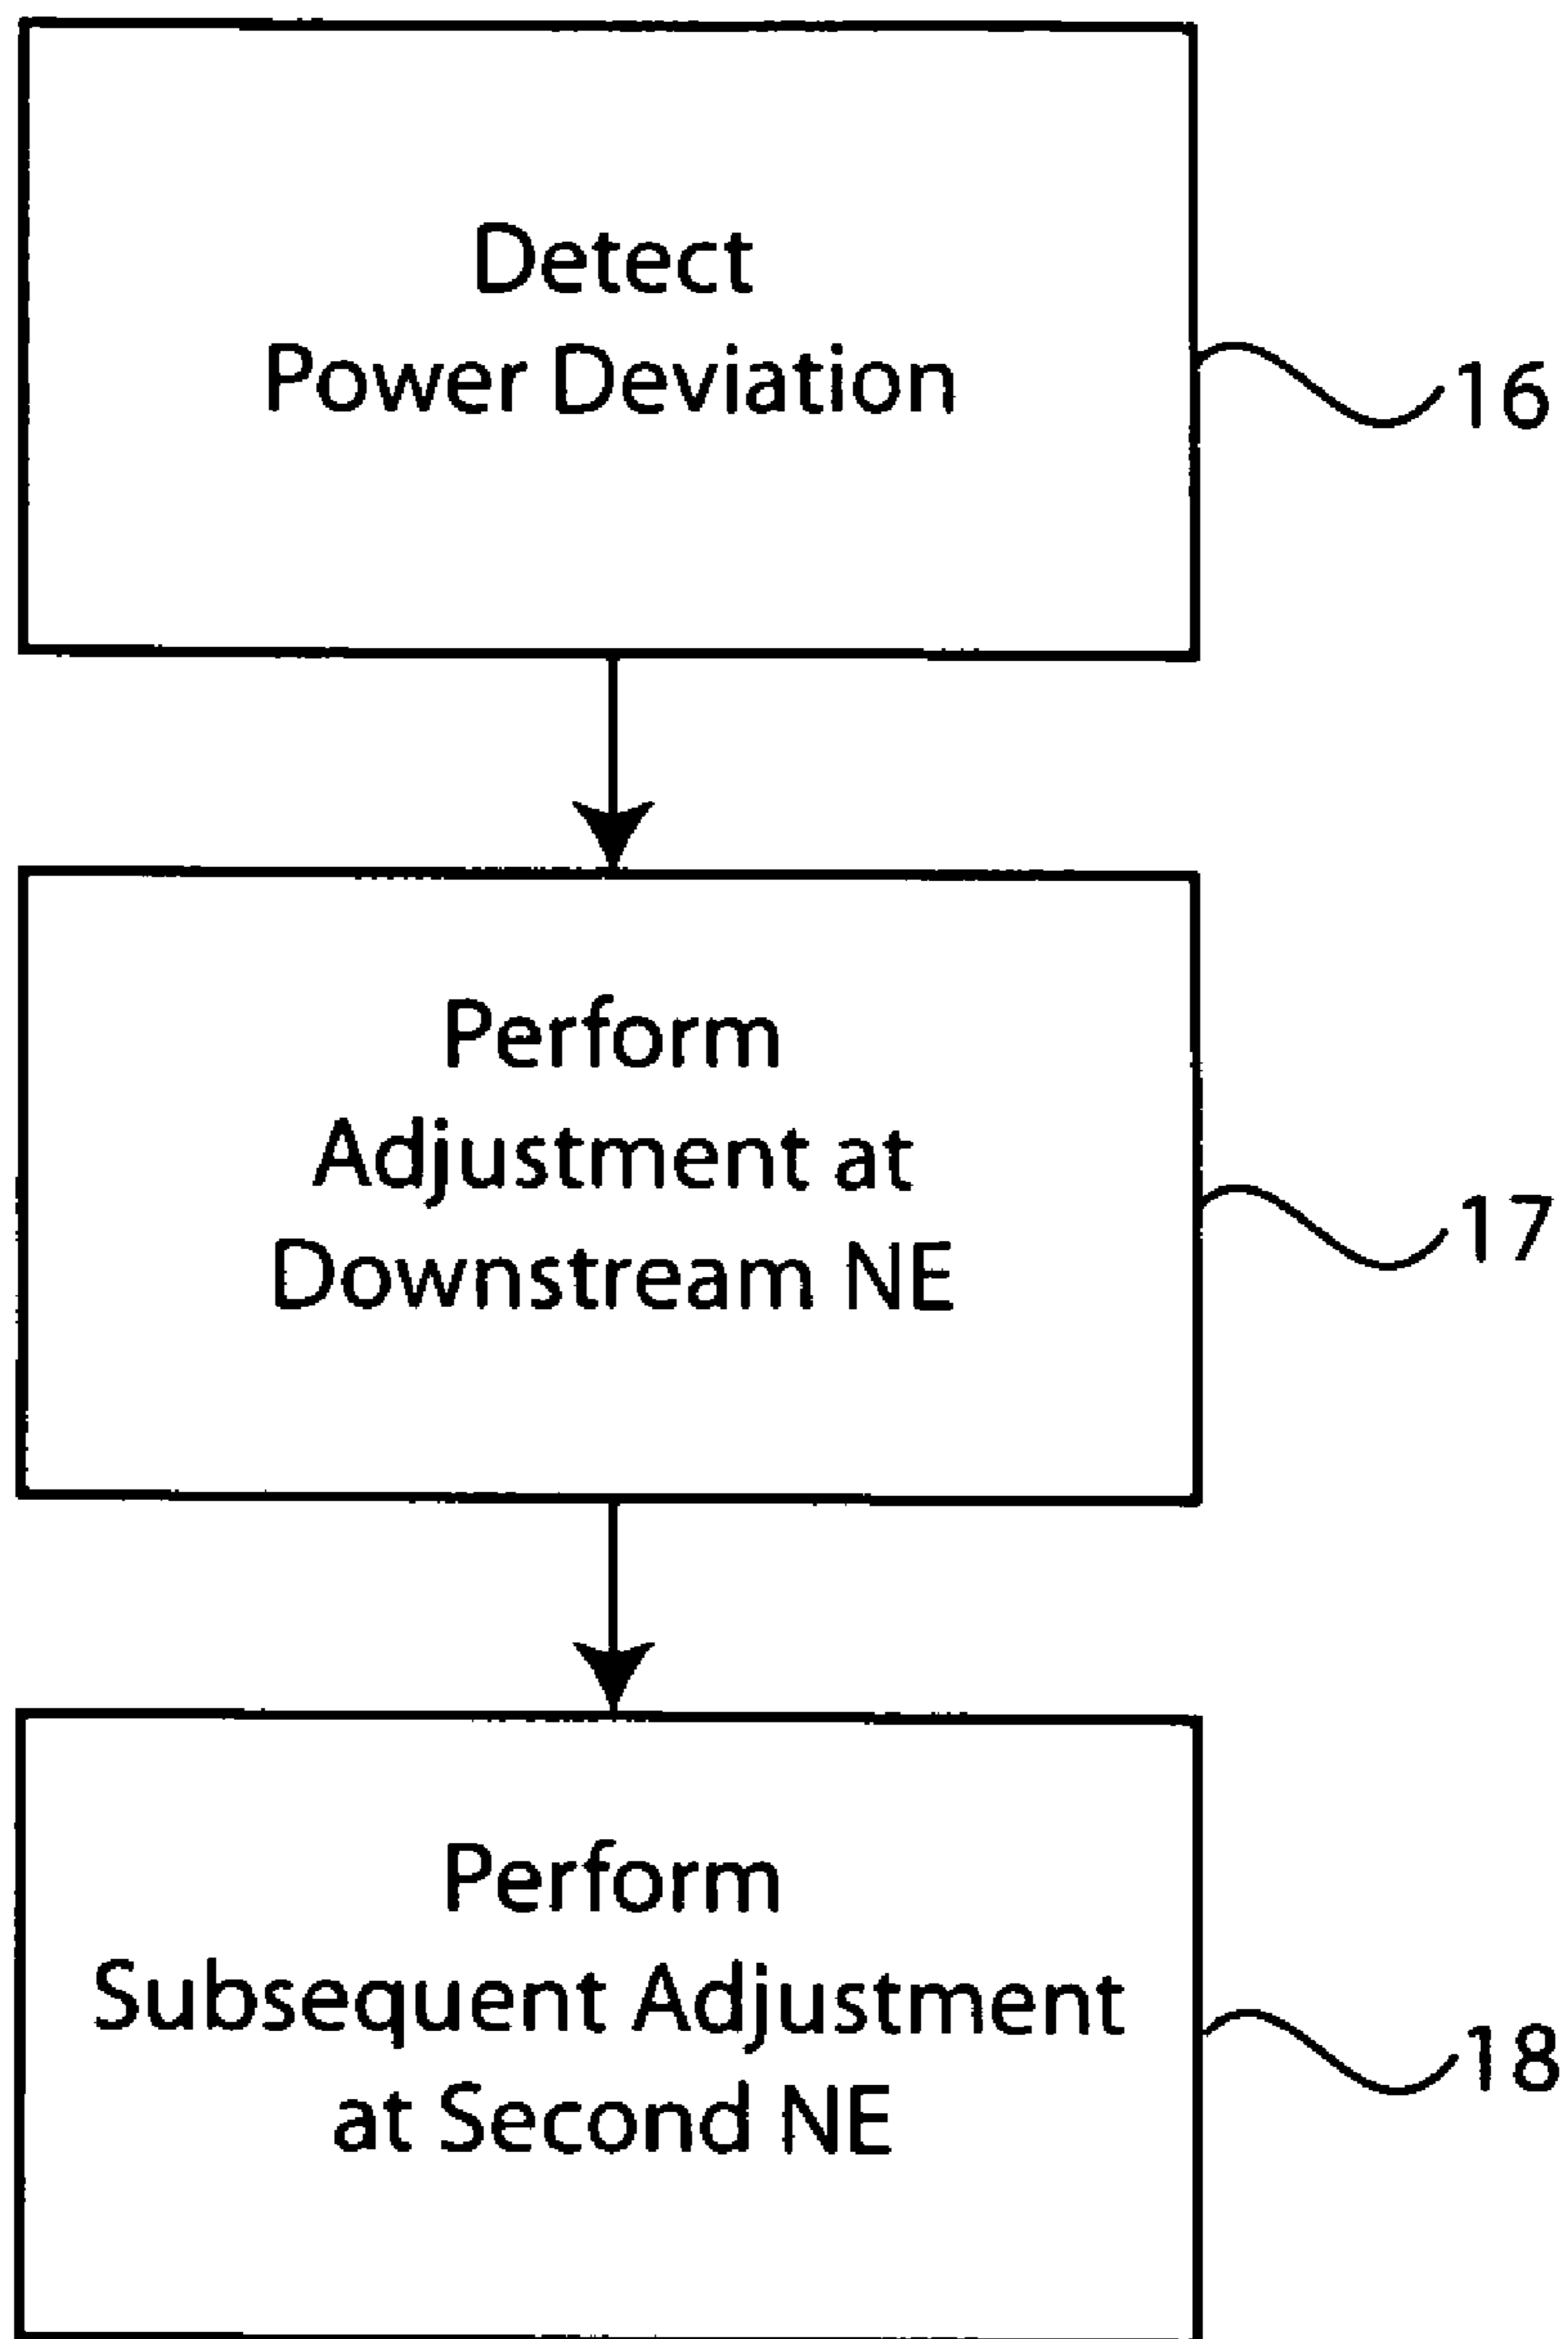 Detect
Power Deviation
16
Perform
Adjustment at
Downstream NE
17
Perform
Subsequent Adjustment
at Second NE
18